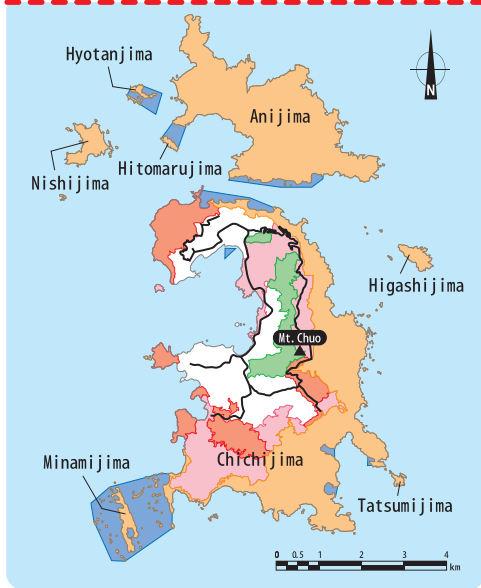 Hyotanjima
N
Anijima
Hitomarujima
Nishijima
Higashijima
Mt. Chuo
Chichijima
Minamijima
Tatsumijima
0 0.5 1 2 3 4
km